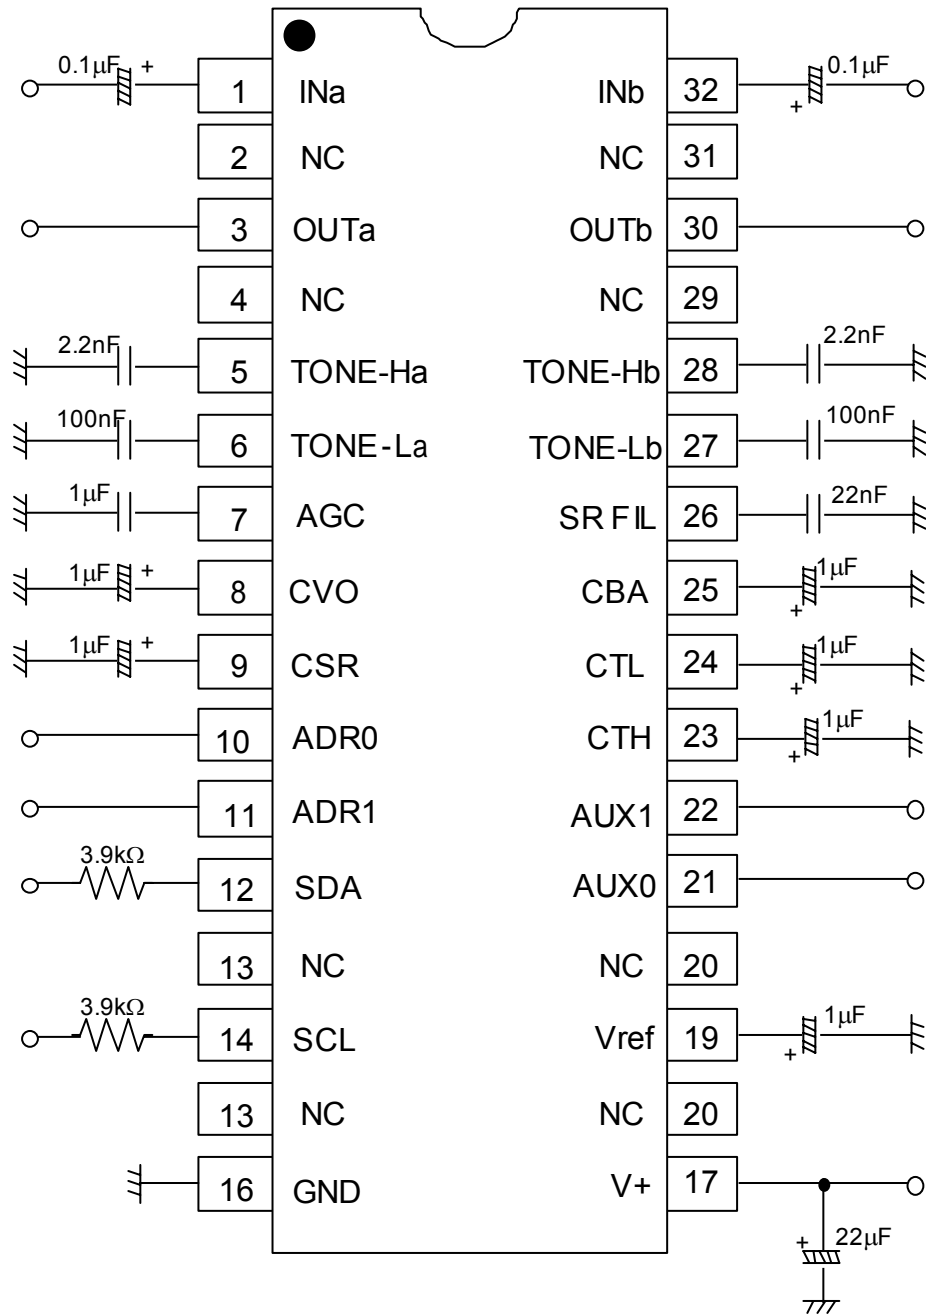 0.1µF + 1 INa INb 32 + 0.1µF
2 NC NC 31
3 OUTa OUTb 30
4 NC NC 29
2.2nF 5 TONE-Ha TONE-Hb 28 2.2nF
100nF 6 TONE-La TONE-Lb 27 100nF
1µF 7 AGC SR FIL 26 22nF
1µF + 8 CVO CBA 25 + 1µF
1µF + 9 CSR CTL 24 + 1µF
10 ADR0 CTH 23 + 1µF
11 ADR1 AUX1 22
3.9kΩ 12 SDA AUX0 21
13 NC NC 20
3.9kΩ 14 SCL Vref 19 + 1µF
13 NC NC 20
16 GND V+ 17
+ 22µF